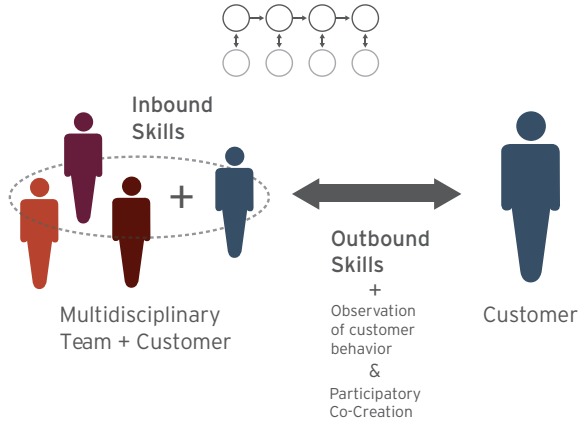 Inbound
Skills
+
Outbound
Skills
+
Observation
of customer
behavior
&
Participatory
Co-Creation
Multidisciplinary
Team + Customer
Customer